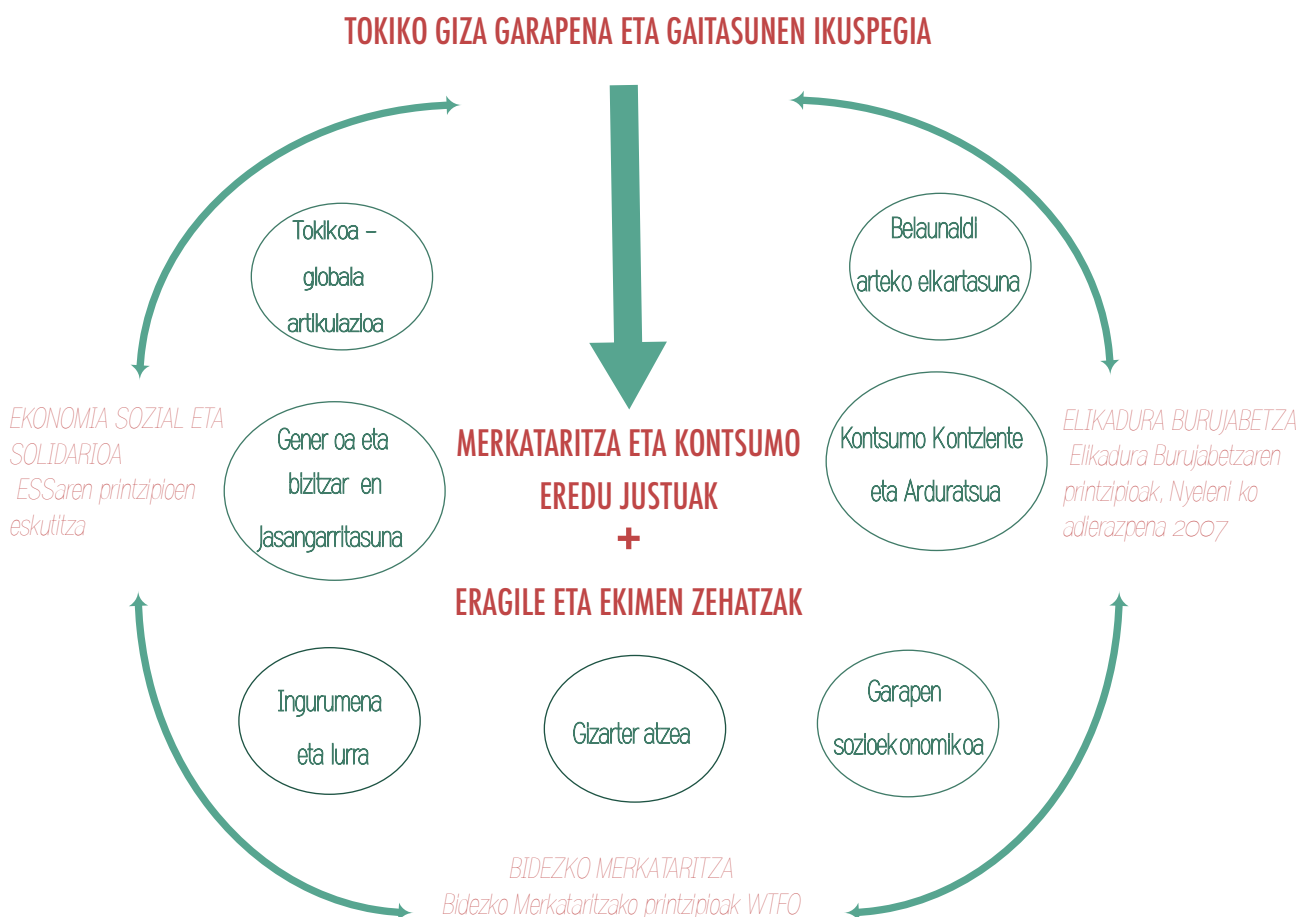 TOKIKO GIZA GARAPENA ETA GAITASUNEN IKUSPEGIA
Tokikoa –
globala
artikulazioa
Belaunaldi
arteko elkartasuna
EKONOMIA SOZIAL ETA
SOLIDARIOA
ESSaren printzipioen
eskutitza
Gener oa eta
bizitzar en
Jasangarritasuna
MERKATARITZA ETA KONTSUMO
EREDU JUSTUAK
+
ERAGILE ETA EKIMEN ZEHATZAK
Kontsumo Kontziente
eta Arduratsua
ELIKADURA BURUJABETZA
Elikadura Burujabetzaren
printzipioak, Nyeleni ko
adierazpena 2007
Ingurumena
eta lurra
Gizarter atzea
Garapen
sozioekonomikoa
BIDEZKO MERKATARITZA
Bidezko Merkataritzako printzipioak WTFO